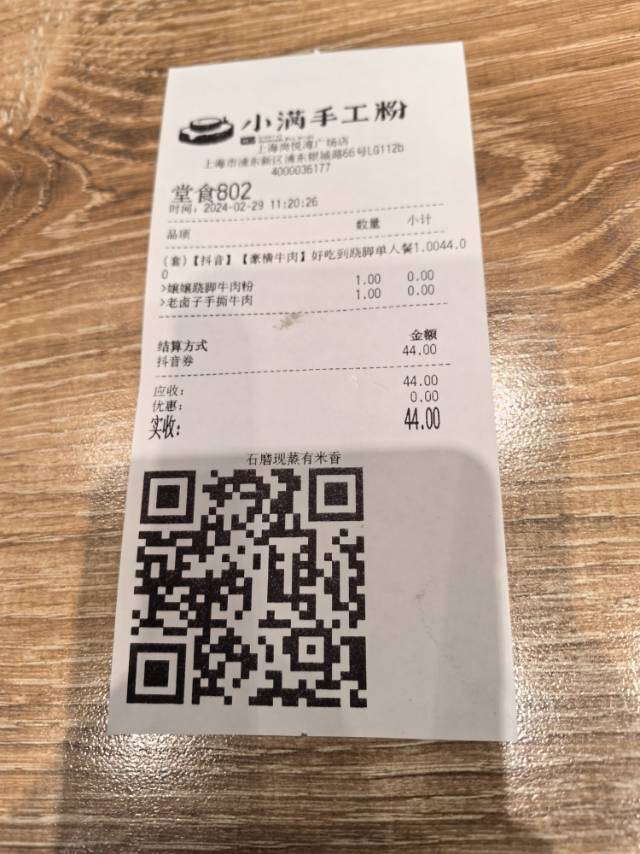 小满手工粉
上海尚悦湾广场店
上海市浦东新区浦东银城路66号LG112b
4000036177
堂食802
时间：2024-02-29 11:20:26
品项 数量 小计
(套)【抖音】【豪横牛肉】好吃到跷脚单人餐1.0044.0
0
>嬢嬢跷脚牛肉粉 1.00 0.00
>老卤子手撕牛肉 1.00 0.00
结算方式 金额
抖音券 44.00
应收： 44.00
优惠： 0.00
实收： 44.00
石磨现蒸有米香